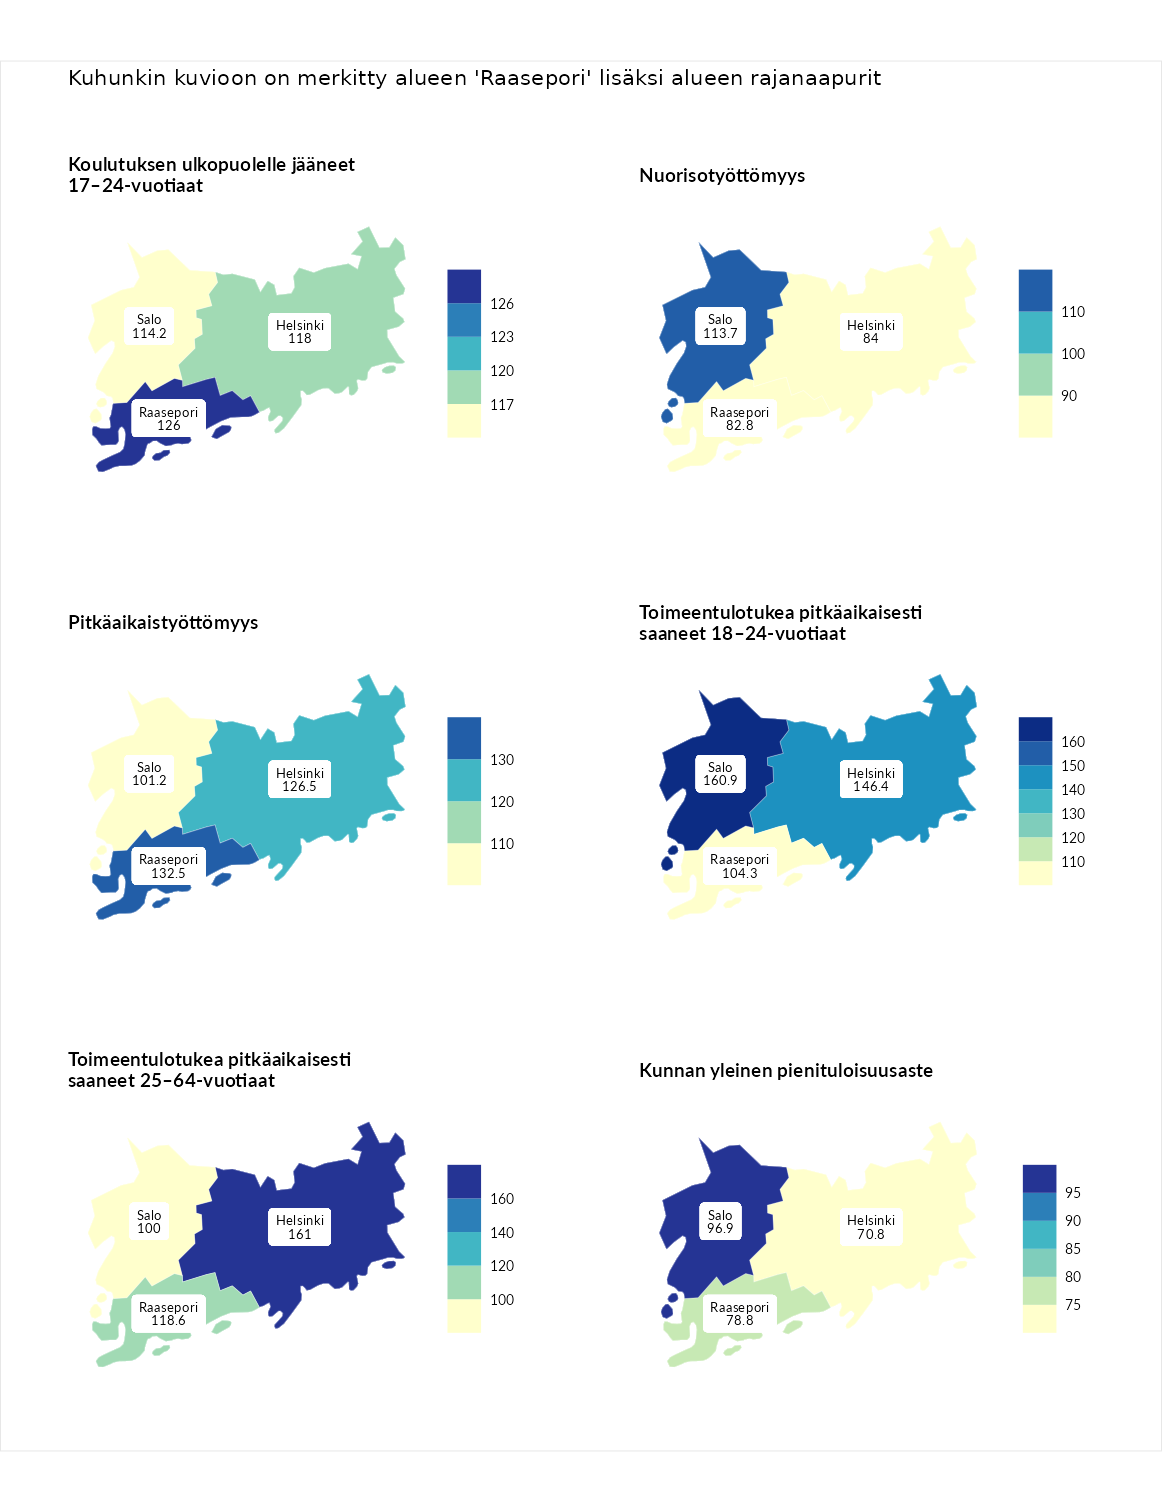 Kuhunkin kuvioon on merkitty alueen 'Raasepori' lisäksi alueen rajanaapurit
Koulutuksen ulkopuolelle jääneet
17–24-vuotiaat
Salo
114.2
Helsinki
118
Raasepori
126
126
123
120
117
Nuorisotyöttömyys
Salo
113.7
Helsinki
84
Raasepori
82.8
110
100
90
Pitkäaikaistyöttömyys
Salo
101.2
Helsinki
126.5
Raasepori
132.5
130
120
110
Toimeentulotukea pitkäaikaisesti
saaneet 18–24-vuotiaat
Salo
160.9
Helsinki
146.4
Raasepori
104.3
160
150
140
130
120
110
Toimeentulotukea pitkäaikaisesti
saaneet 25–64-vuotiaat
Salo
100
Helsinki
161
Raasepori
118.6
160
140
120
100
Kunnan yleinen pienituloisuusaste
Salo
96.9
Helsinki
70.8
Raasepori
78.8
95
90
85
80
75